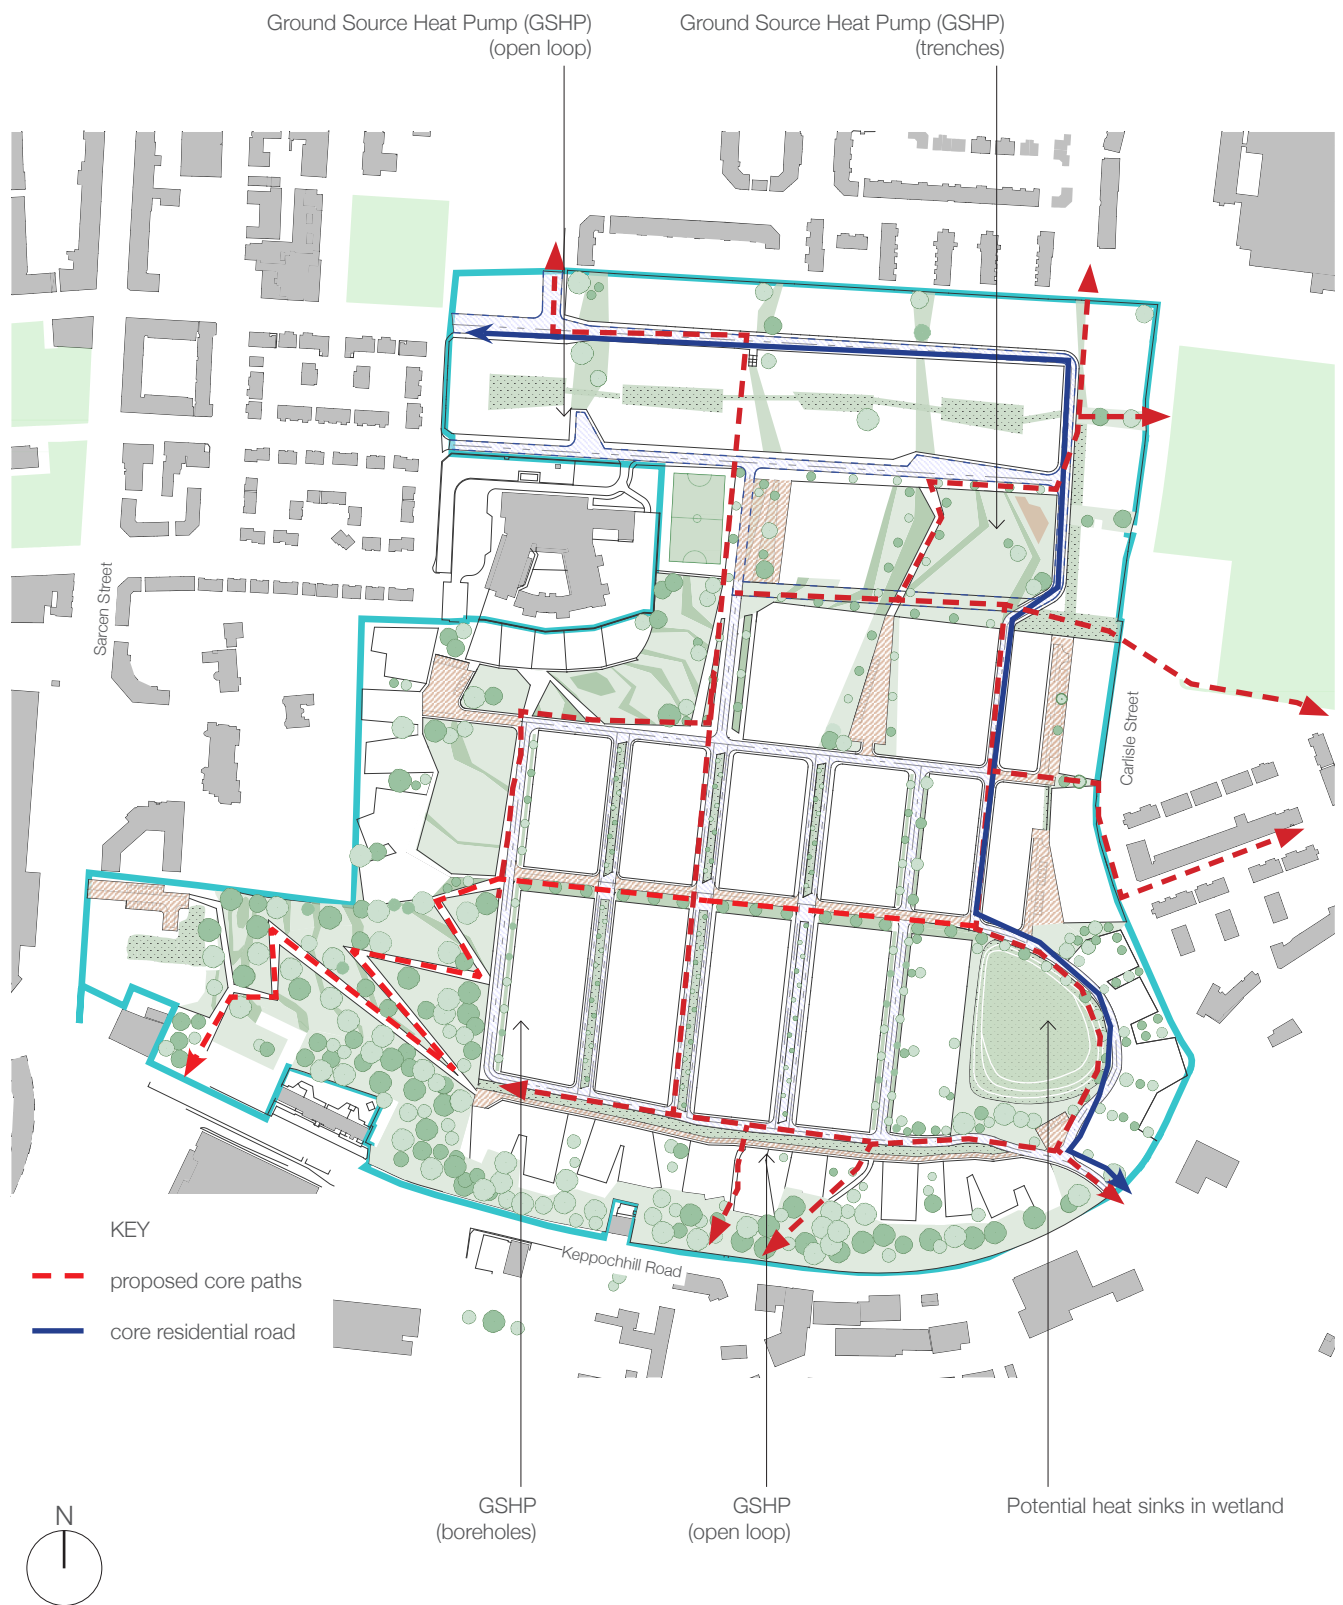 Ground Source Heat Pump (GSHP)
(open loop)
Ground Source Heat Pump (GSHP)
(trenches)
Sarcen Street
Carlisle Street
Keppochhill Road
KEY
proposed core paths
core residential road
GSHP
(boreholes)
GSHP
(open loop)
Potential heat sinks in wetland
N